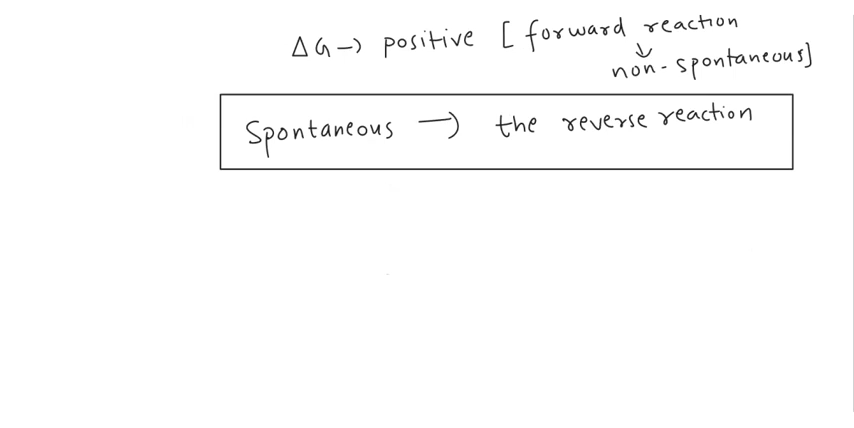 ΔG → positive [forward reaction
↓
non-spontaneous]
Spontaneous → the reverse reaction